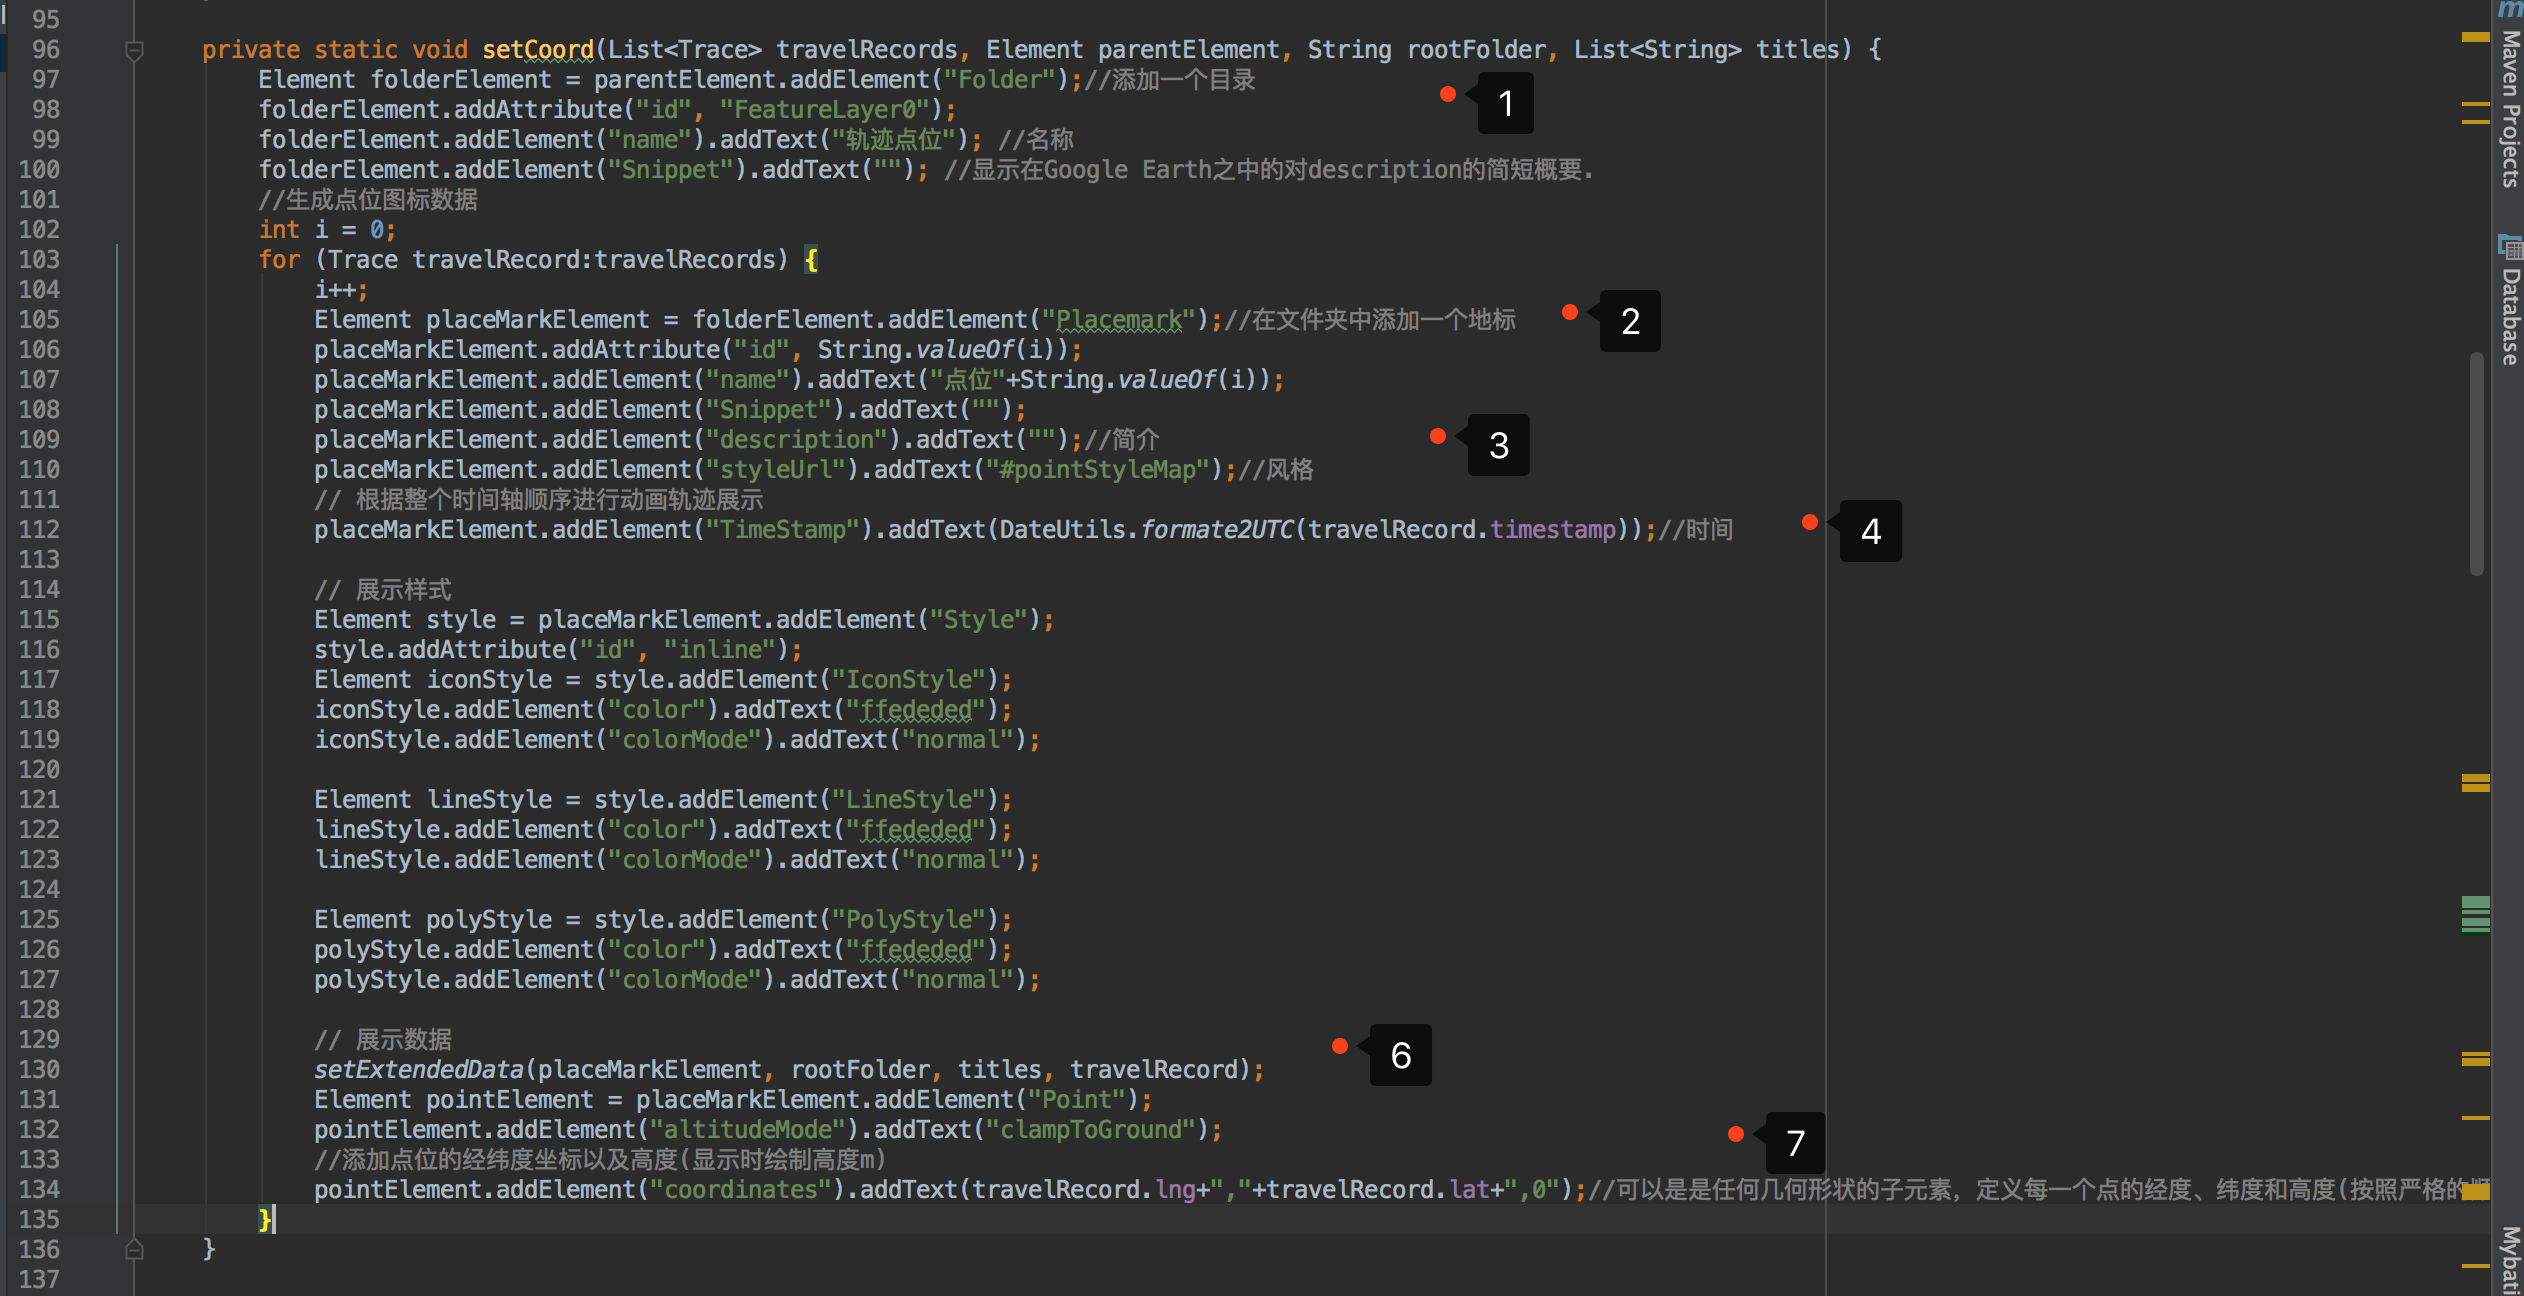 95
96 private static void setCoord(List<Trace> travelRecords, Element parentElement, String rootFolder, List<String> titles) {
97 Element folderElement = parentElement.addElement("Folder");//添加一个目录
1
98 folderElement.addAttribute("id", "FeatureLayer0");
99 folderElement.addElement("name").addText("轨迹点位"); //名称
100 folderElement.addElement("Snippet").addText(""); //显示在Google Earth之中的对description的简短概要.
101 //生成点位图标数据
102 int i = 0;
103 for (Trace travelRecord:travelRecords) {
104 i++;
105 Element placeMarkElement = folderElement.addElement("Placemark");//在文件夹中添加一个地标
2
106 placeMarkElement.addAttribute("id", String.valueOf(i));
107 placeMarkElement.addElement("name").addText("点位"+String.valueOf(i));
108 placeMarkElement.addElement("Snippet").addText("");
109 placeMarkElement.addElement("description").addText("");//简介
3
110 placeMarkElement.addElement("styleUrl").addText("#pointStyleMap");//风格
111 // 根据整个时间轴顺序进行动画轨迹展示
112 placeMarkElement.addElement("TimeStamp").addText(DateUtils.formate2UTC(travelRecord.timestamp));//时间
4
113
114 // 展示样式
115 Element style = placeMarkElement.addElement("Style");
116 style.addAttribute("id", "inline");
117 Element iconStyle = style.addElement("IconStyle");
118 iconStyle.addElement("color").addText("ffededed");
119 iconStyle.addElement("colorMode").addText("normal");
120
121 Element lineStyle = style.addElement("LineStyle");
122 lineStyle.addElement("color").addText("ffededed");
123 lineStyle.addElement("colorMode").addText("normal");
124
125 Element polyStyle = style.addElement("PolyStyle");
126 polyStyle.addElement("color").addText("ffededed");
127 polyStyle.addElement("colorMode").addText("normal");
128
129 // 展示数据
6
130 setExtendedData(placeMarkElement, rootFolder, titles, travelRecord);
131 Element pointElement = placeMarkElement.addElement("Point");
132 pointElement.addElement("altitudeMode").addText("clampToGround");
7
133 //添加点位的经纬度坐标以及高度(显示时绘制高度m)
134 pointElement.addElement("coordinates").addText(travelRecord.lng+","+travelRecord.lat+",0");//可以是是任何几何形状的子元素，定义每一个点的经度、纬度和高度(按照严格的
135 }
136 }
137
m
Maven Projects
Database
Mybati